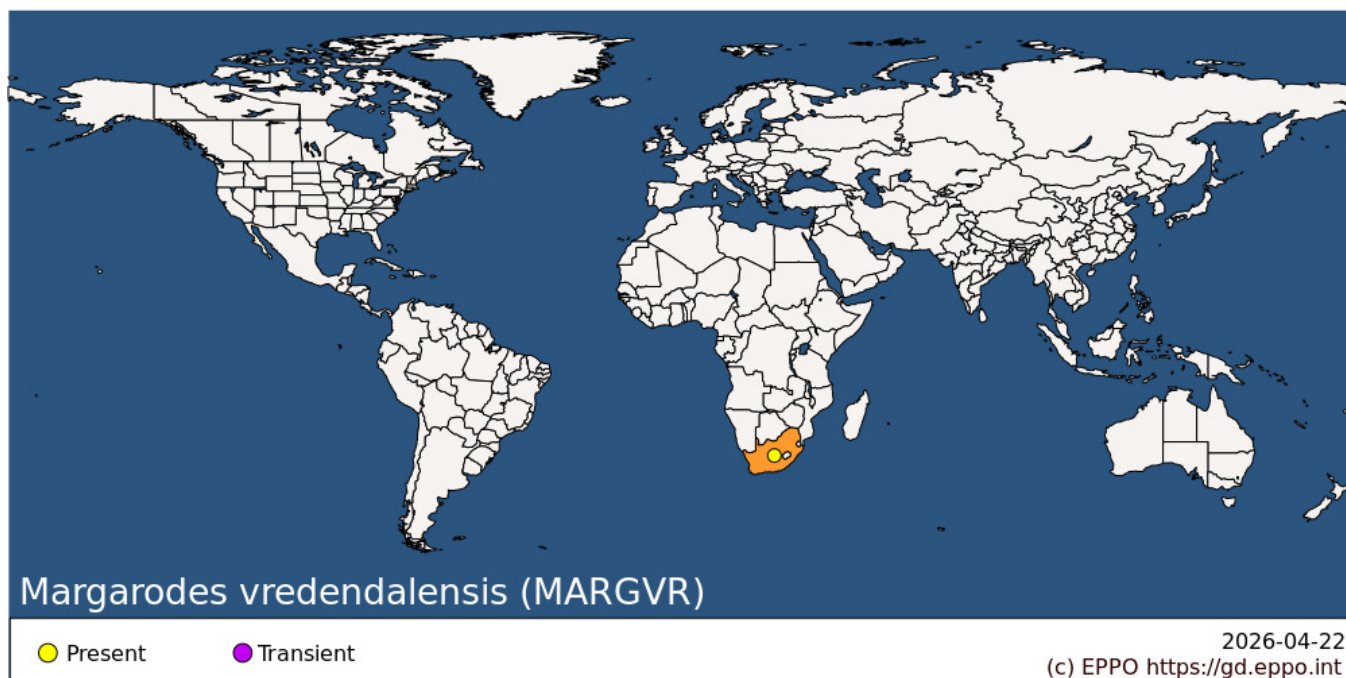 Margarodes vredendalensis (MARGVR)
Present
Transient
2026-04-22
(c) EPPO https://gd.eppo.int